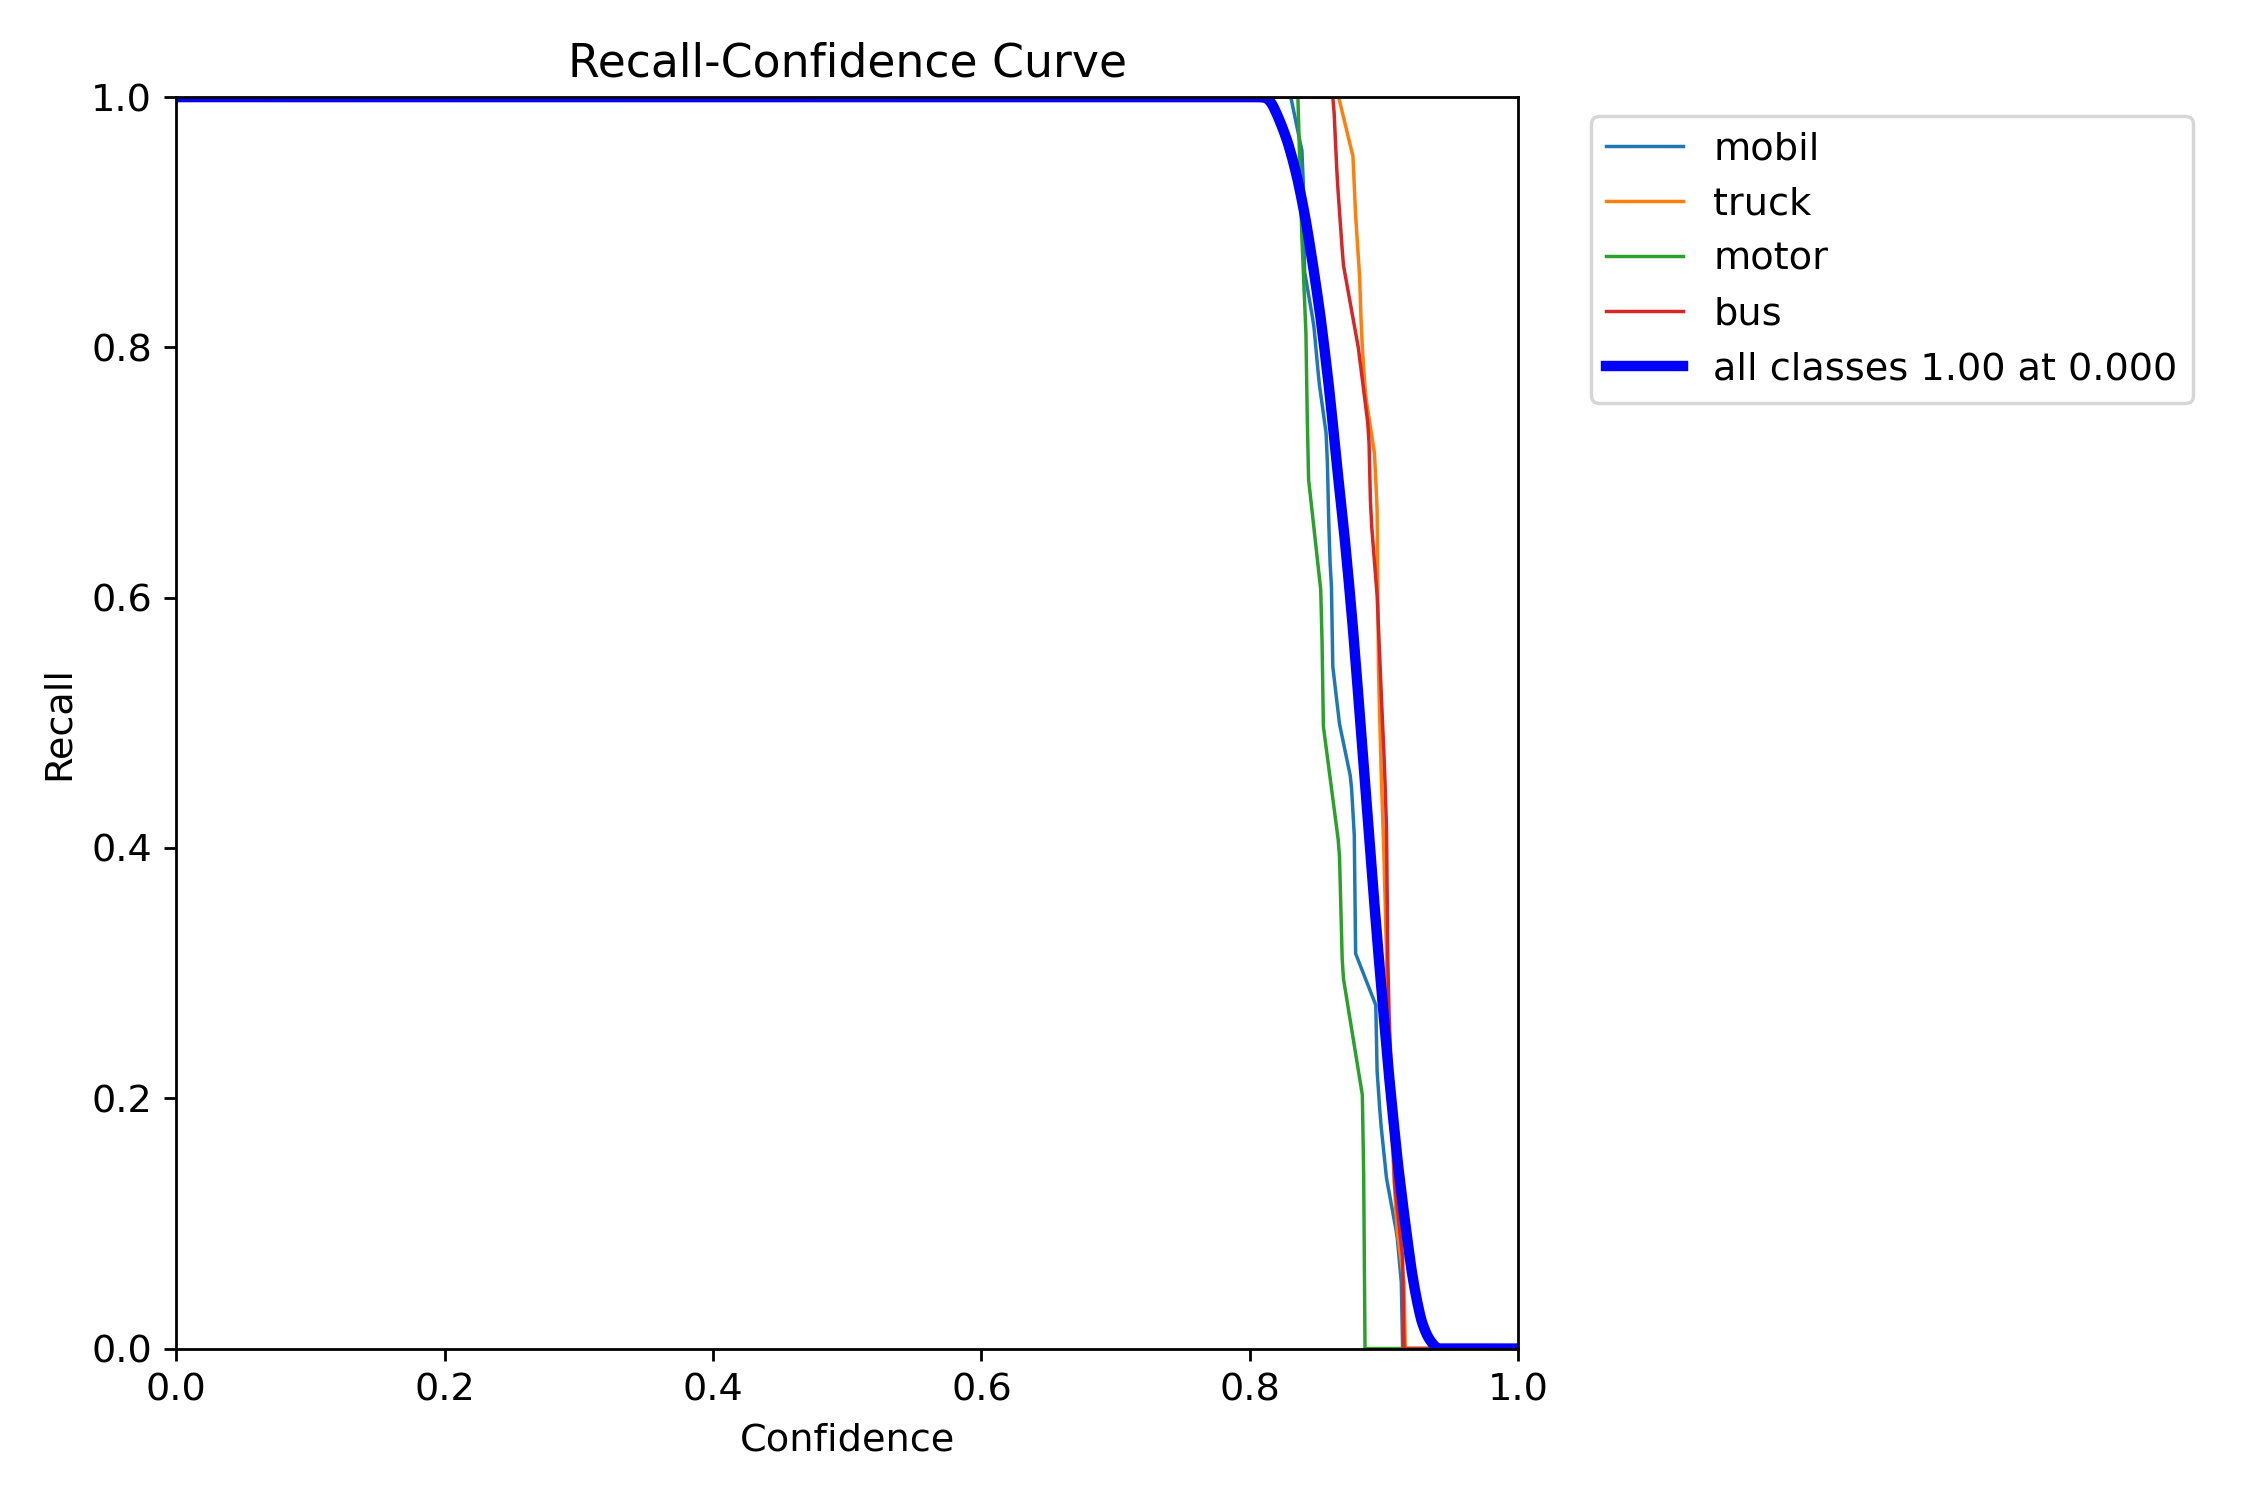 Recall-Confidence Curve
1.0
0.8
0.6
0.4
0.2
0.0
Recall
0.0 0.2 0.4 0.6 0.8 1.0
Confidence
mobil
truck
motor
bus
all classes 1.00 at 0.000